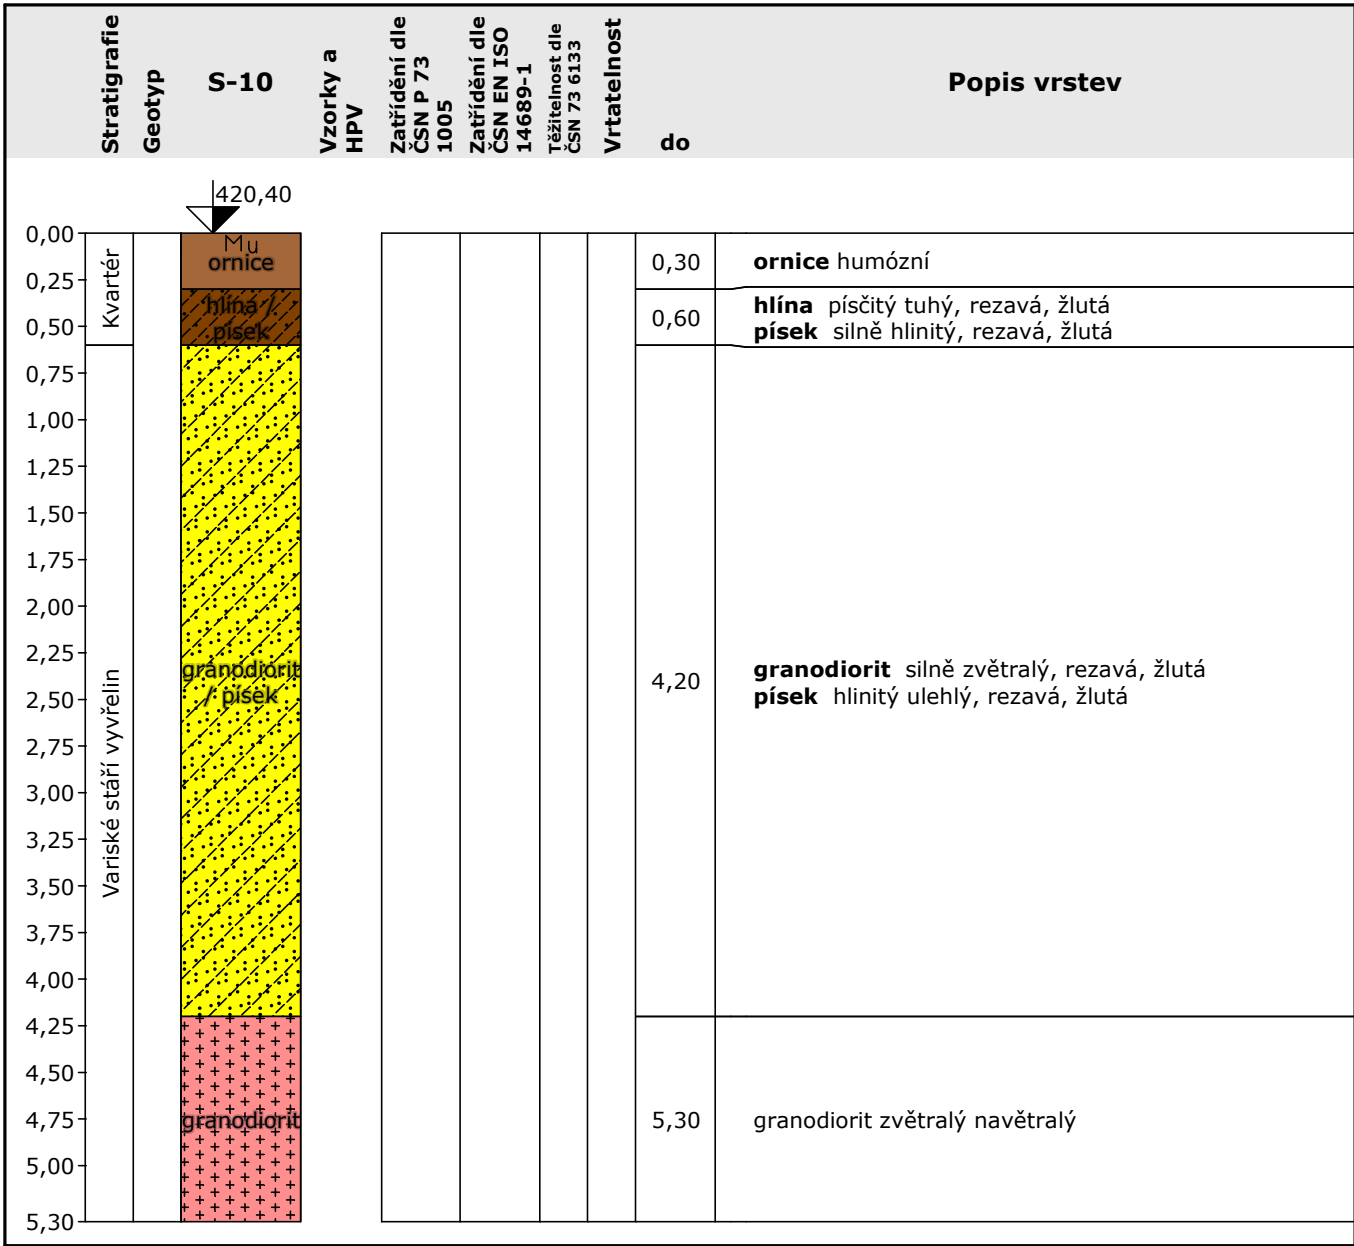 Stratigrafie
Geotyp
S-10
Vzorky a
HPV
Zatřídění dle
ČSN P 73
1005
Zatřídění dle
ČSN EN ISO
14689-1
Těžitelnost dle
ČSN 73 6133
Vrtatelnost
do
Popis vrstev
420,40
0,00
0,25
0,50
0,75
1,00
1,25
1,50
1,75
2,00
2,25
2,50
2,75
3,00
3,25
3,50
3,75
4,00
4,25
4,50
4,75
5,00
5,30
Kvartér
Variské stáří vyvřelin
Mu
ornice
hlína /
písek
granodiorit
/ písek
granodiorit
0,30
ornice humózní
0,60
hlína písčitý tuhý, rezavá, žlutá
písek silně hlinitý, rezavá, žlutá
4,20
granodiorit silně zvětralý, rezavá, žlutá
písek hlinitý ulehlý, rezavá, žlutá
5,30
granodiorit zvětralý navětralý